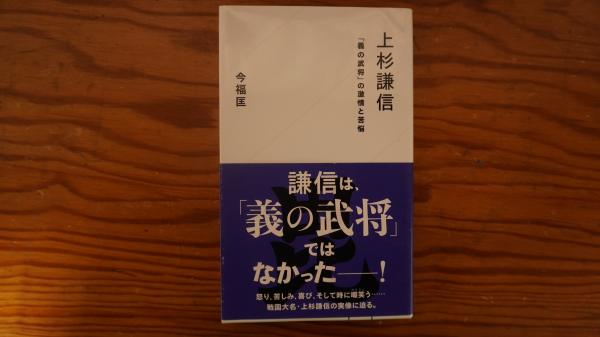 上杉謙信
「義の武将」の激情と苦悩
今福匡
謙信は、
「義の武将」
では
なかった──!
怒り、苦しみ、喜び、そして時に嘲笑う……
戦国大名・上杉謙信の実像に迫る。
毘